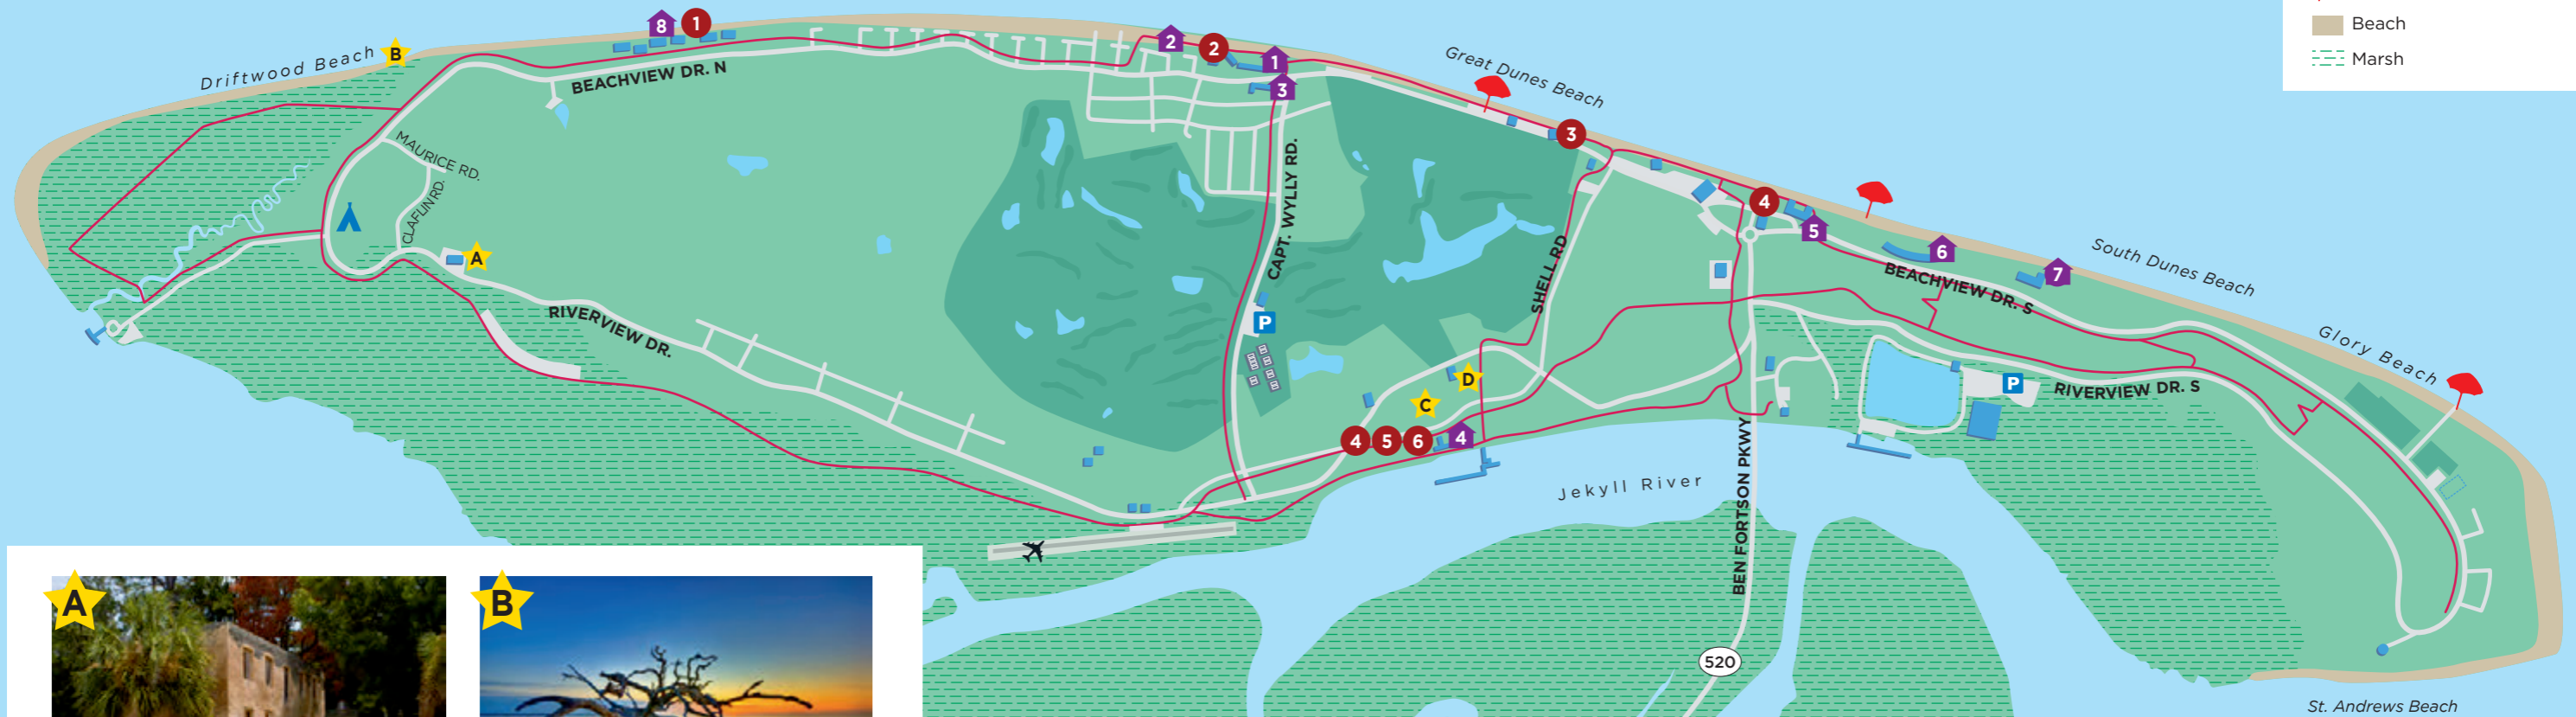 Beach
Marsh
8
1
Driftwood Beach
B
BEACHVIEW DR. N
2
2
1
3
Great Dunes Beach
3
MAURICE RD.
CLAFLIN RD.
A
CAPT. WYLLY RD.
SHELL RD
4
5
6
7
South Dunes Beach
BEACHVIEW DR. S
RIVERVIEW DR.
P
D
C
4
5
6
4
Glory Beach
P
RIVERVIEW DR. S
Jekyll River
BEN FORTSON PKWY
520
St. Andrews Beach
A
B